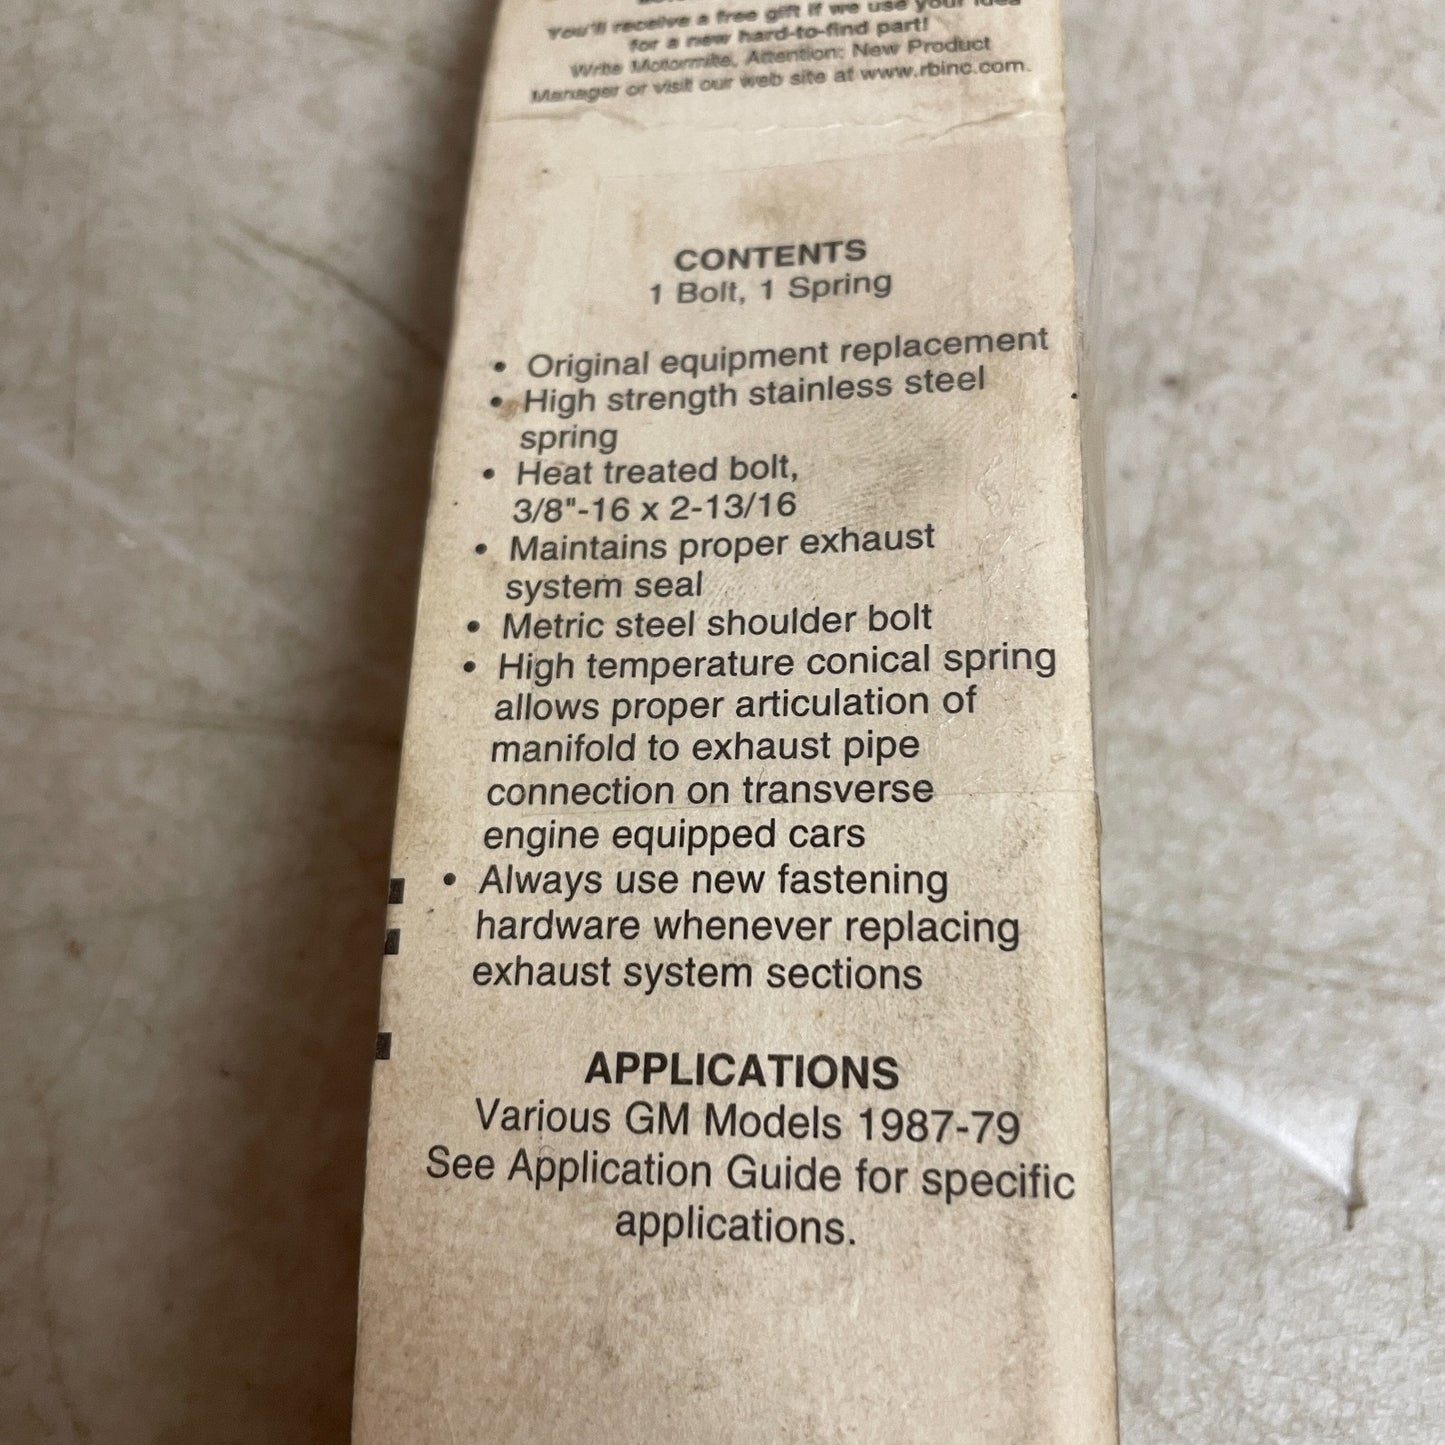 You'll receive a free gift if we use your idea
for a new hard-to-find part!
Write Motormite, Attention: New Product
Manager or visit our web site at www.rbinc.com.
CONTENTS
1 Bolt, 1 Spring
• Original equipment replacement
• High strength stainless steel
spring
• Heat treated bolt,
3/8"-16 x 2-13/16
• Maintains proper exhaust
system seal
• Metric steel shoulder bolt
• High temperature conical spring
allows proper articulation of
manifold to exhaust pipe
connection on transverse
engine equipped cars
• Always use new fastening
hardware whenever replacing
exhaust system sections
APPLICATIONS
Various GM Models 1987-79
See Application Guide for specific
applications.